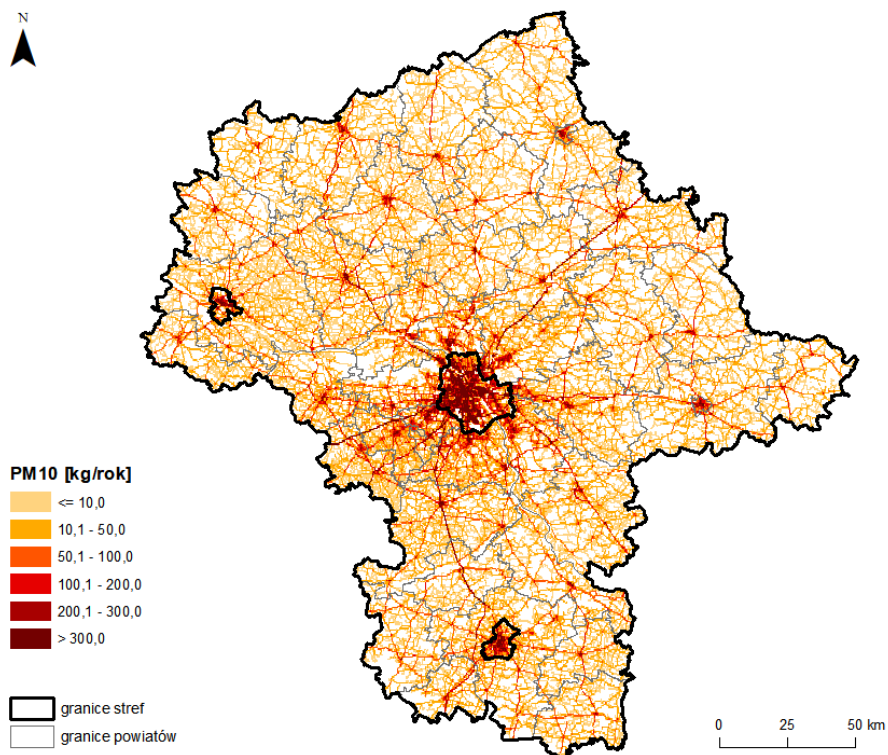 N
PM10 [kg/rok]
<= 10,0
10,1 - 50,0
50,1 - 100,0
100,1 - 200,0
200,1 - 300,0
> 300,0
granice stref
granice powiatów
0 25 50 km